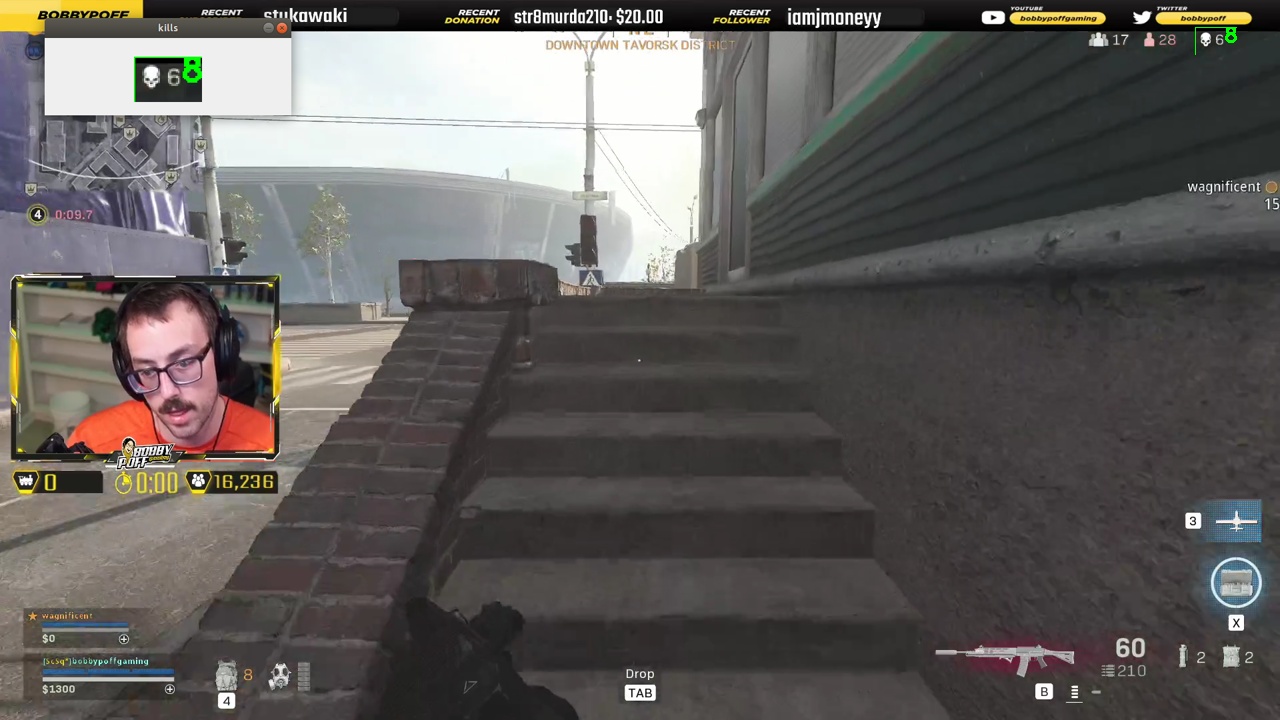 BOBBYPOFF
RECENT
stukawaki
RECENT
DONATION
str8murda210: $20.00
RECENT
FOLLOWER
iamjmoneyy
YOUTUBE
bobbypoffgaming
TWITTER
bobbypoff
kills
6 8
DOWNTOWN TAVORSK DISTRICT
17
28
6 8
wagnificent
15
4
0:09.7
BOBBY
POFF
0
0:00
16,236
wagnificent
$0
[ScSq*]bobbypoffgaming
$1300
8
4
Drop
TAB
3
X
60
210
2
2
B